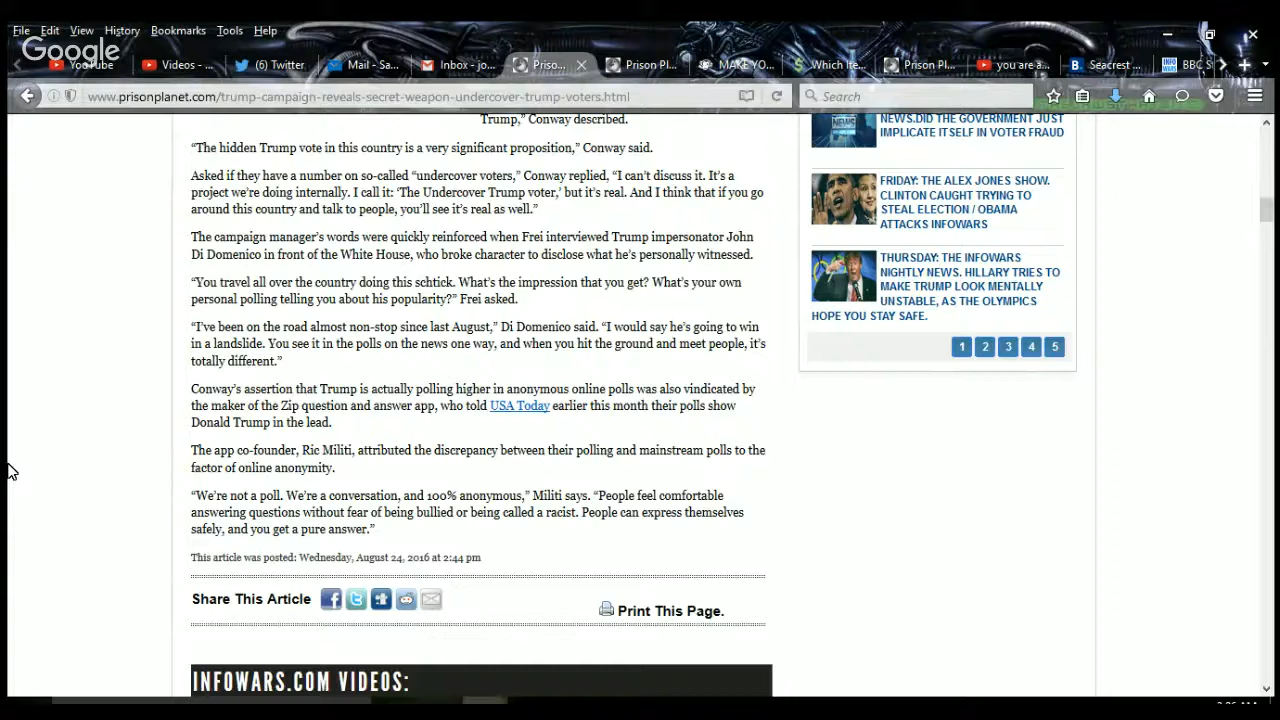 File Edit View History Bookmarks Tools Help
Google
YouTube
Videos - ...
(6) Twitter
Mail - Sa...
Inbox - jo...
Priso...
Prison Pl...
MAKE YO...
Which Ite...
Prison Pl...
you are a...
Seacrest ...
INFO WARS
BBC S
www.prisonplanet.com/trump-campaign-reveals-secret-weapon-undercover-trump-voters.html
Search
Trump,” Conway described.
“The hidden Trump vote in this country is a very significant proposition,” Conway said.
Asked if they have a number on so-called “undercover voters,” Conway replied, “I can’t discuss it. It’s a
project we’re doing internally. I call it: ‘The Undercover Trump voter,’ but it’s real. And I think that if you go
around this country and talk to people, you’ll see it’s real as well.”
The campaign manager’s words were quickly reinforced when Frei interviewed Trump impersonator John
Di Domenico in front of the White House, who broke character to disclose what he’s personally witnessed.
“You travel all over the country doing this schtick. What’s the impression that you get? What’s your own
personal polling telling you about his popularity?” Frei asked.
“I’ve been on the road almost non-stop since last August,” Di Domenico said. “I would say he’s going to win
in a landslide. You see it in the polls on the news one way, and when you hit the ground and meet people, it’s
totally different.”
Conway’s assertion that Trump is actually polling higher in anonymous online polls was also vindicated by
the maker of the Zip question and answer app, who told USA Today earlier this month their polls show
Donald Trump in the lead.
The app co-founder, Ric Militi, attributed the discrepancy between their polling and mainstream polls to the
factor of online anonymity.
“We’re not a poll. We’re a conversation, and 100% anonymous,” Militi says. “People feel comfortable
answering questions without fear of being bullied or being called a racist. People can express themselves
safely, and you get a pure answer.”
This article was posted: Wednesday, August 24, 2016 at 2:44 pm
Share This Article
Print This Page.
INFOWARS.COM VIDEOS:
NEWS
NEWS.DID THE GOVERNMENT JUST
IMPLICATE ITSELF IN VOTER FRAUD
FRIDAY: THE ALEX JONES SHOW.
CLINTON CAUGHT TRYING TO
STEAL ELECTION / OBAMA
ATTACKS INFOWARS
THURSDAY: THE INFOWARS
NIGHTLY NEWS. HILLARY TRIES TO
MAKE TRUMP LOOK MENTALLY
UNSTABLE, AS THE OLYMPICS
HOPE YOU STAY SAFE.
1 2 3 4 5